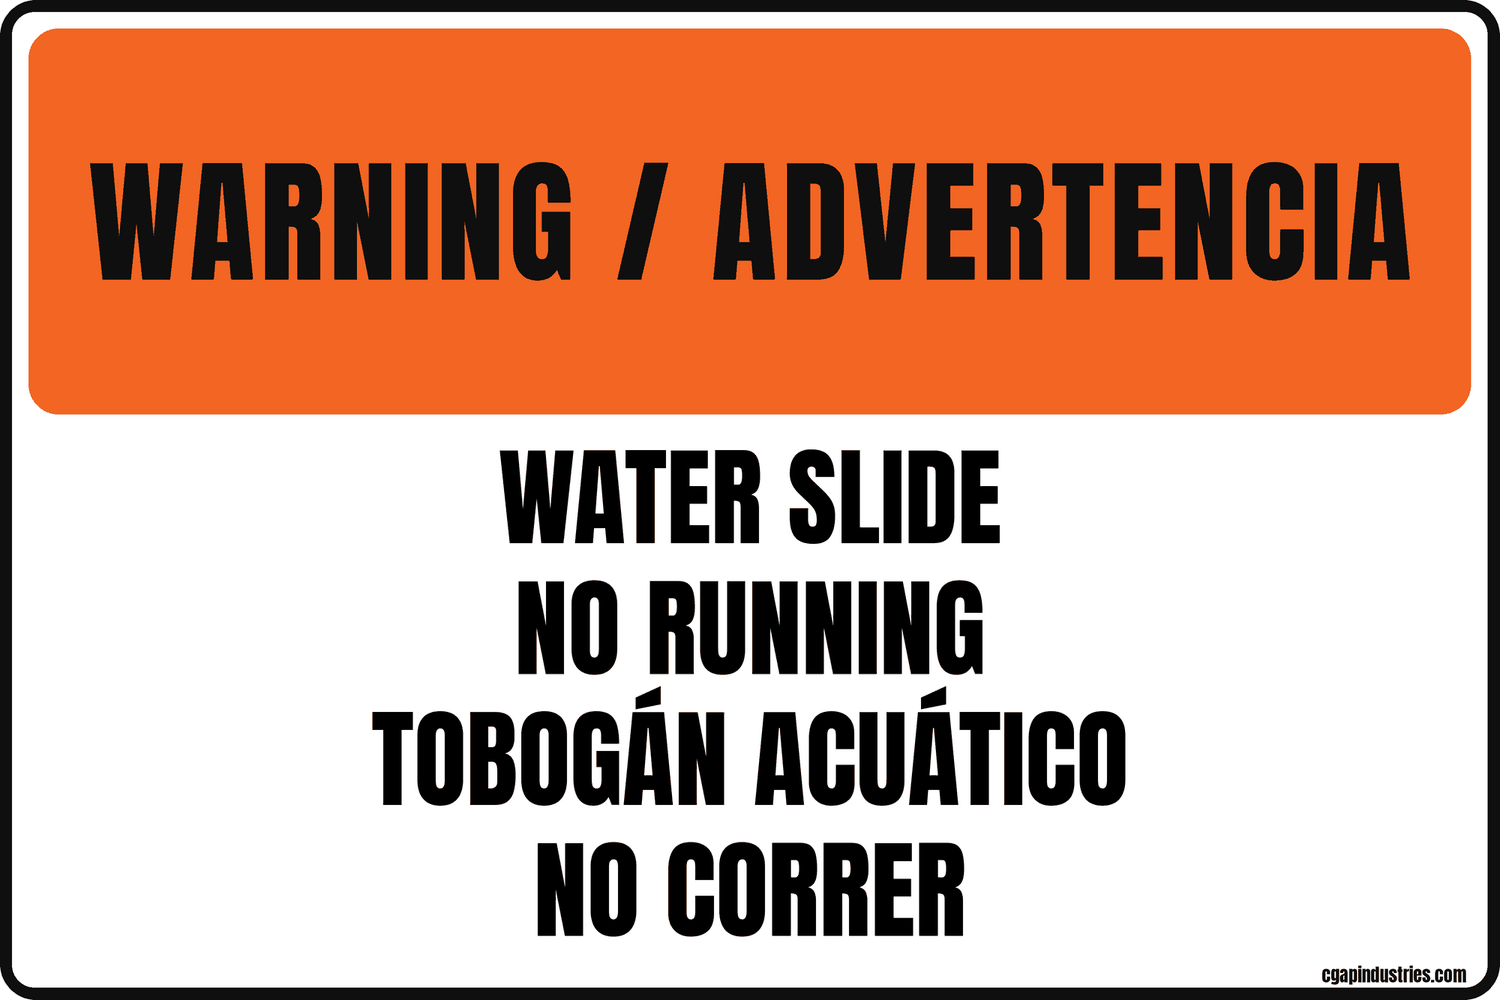 WARNING / ADVERTENCIA
WATER SLIDE
NO RUNNING
TOBOGÁN ACUÁTICO
NO CORRER
cgapindustries.com